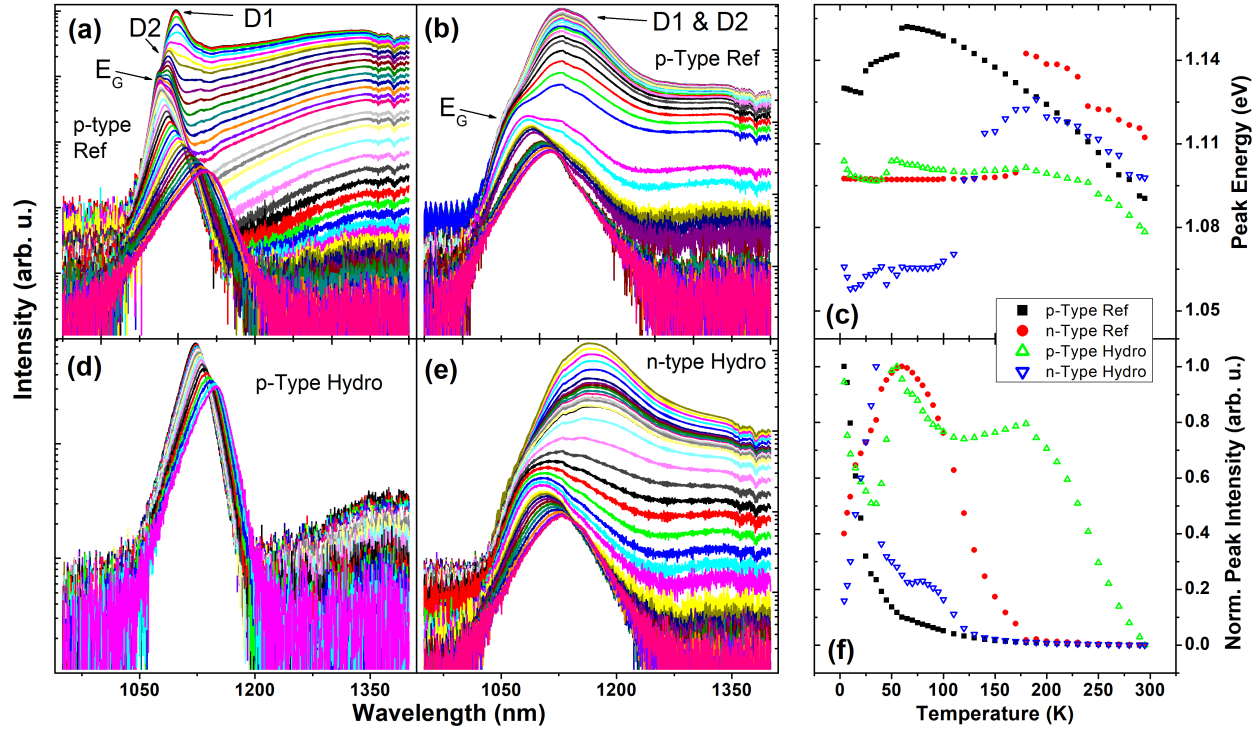 (a)
D1
D2
E_G
p-type
Ref
(b)
D1 & D2
p-Type Ref
E_G
(d)
p-Type Hydro
(e)
n-type Hydro
Intensity (arb. u.)
1050
1200
1350
1050
1200
1350
Wavelength (nm)
(c)
1.14
1.11
1.08
1.05
Peak Energy (eV)
p-Type Ref
n-Type Ref
p-Type Hydro
n-Type Hydro
(f)
1.0
0.8
0.6
0.4
0.2
0.0
Norm. Peak Intensity (arb. u.)
0
50
100
150
200
250
300
Temperature (K)